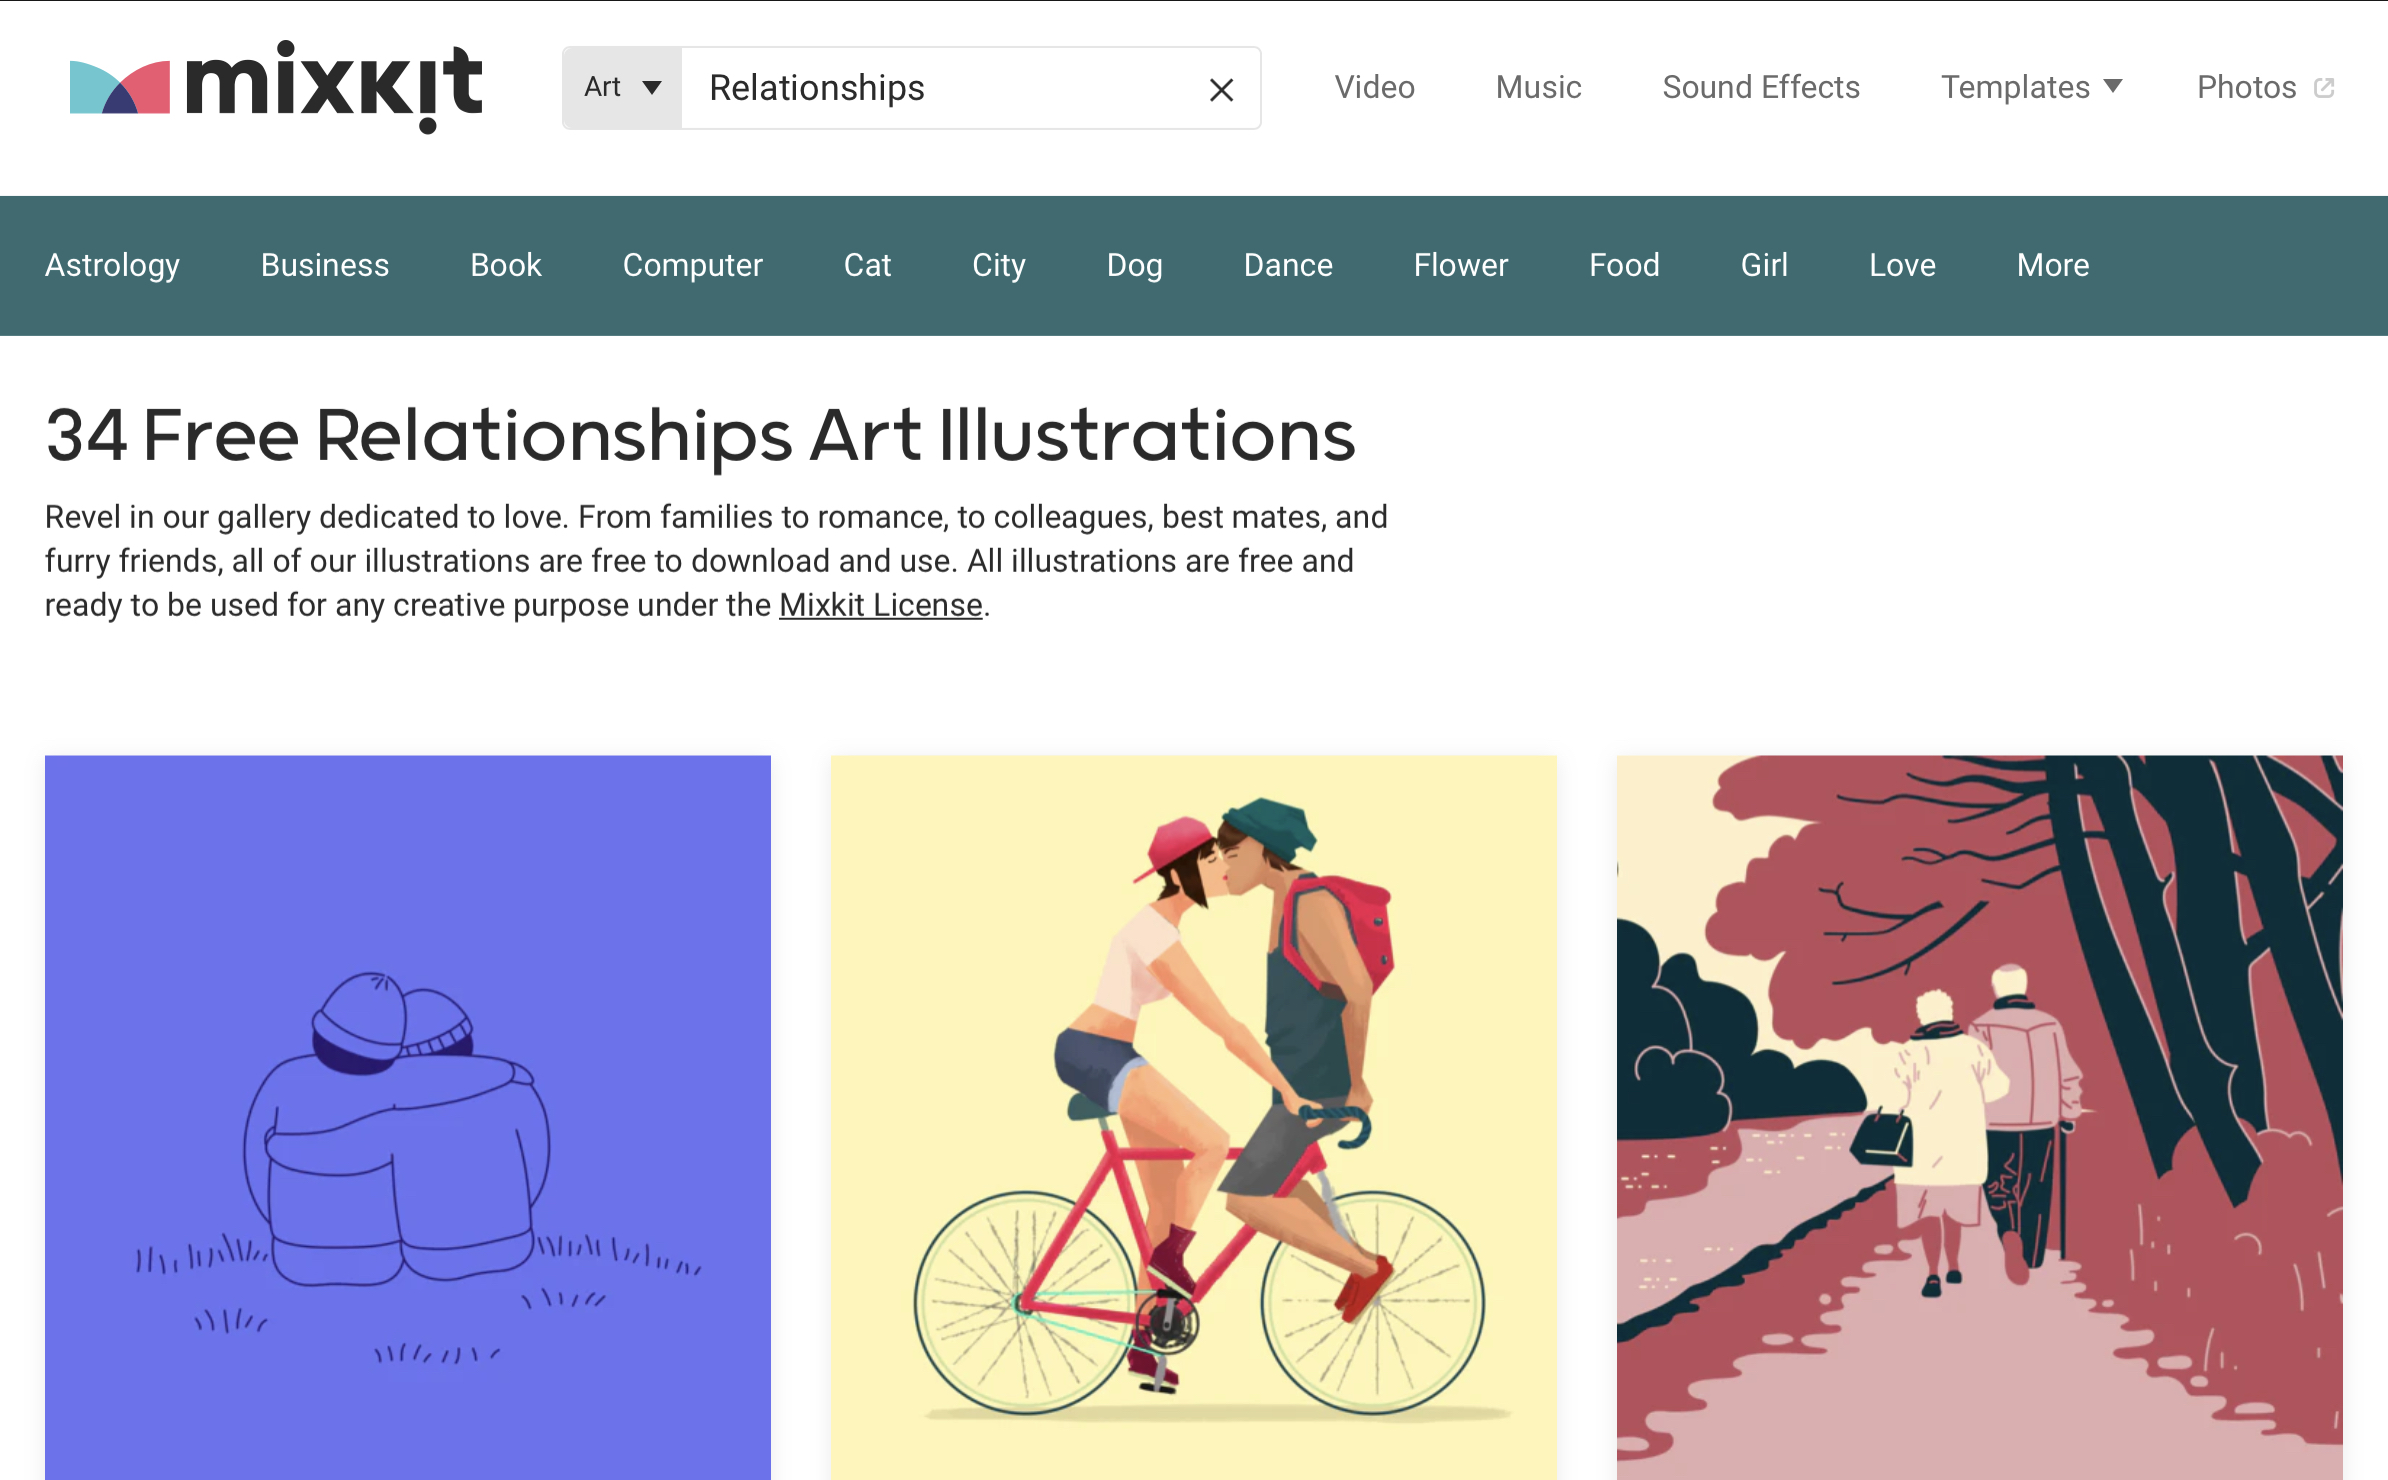 mixkit
Art Relationships
Video Music Sound Effects Templates Photos
Astrology Business Book Computer Cat City Dog Dance Flower Food Girl Love More
34 Free Relationships Art Illustrations
Revel in our gallery dedicated to love. From families to romance, to colleagues, best mates, and
furry friends, all of our illustrations are free to download and use. All illustrations are free and
ready to be used for any creative purpose under the Mixkit License.